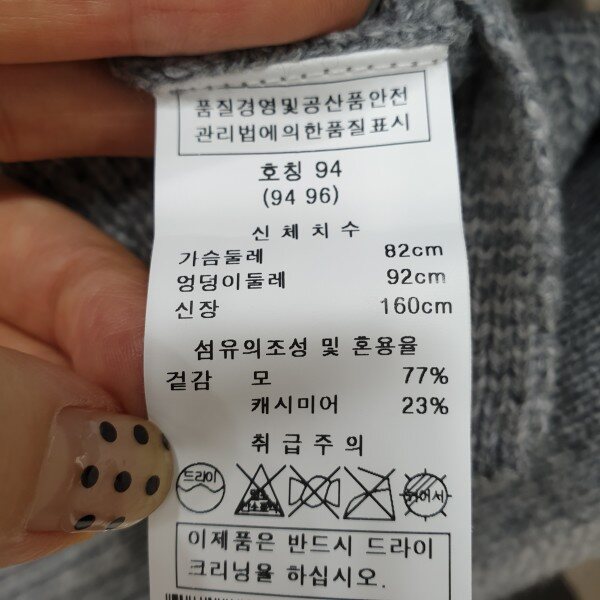 품질경영및공산품안전
관리법에의한품질표시
호칭 94
(94 96)
신체치수
가슴둘레 82cm
엉덩이둘레 92cm
신장 160cm
섬유의조성 및 혼용율
겉감 모 77%
캐시미어 23%
취급주의
드라이
이제품은 반드시 드라이
크리닝을 하십시오.